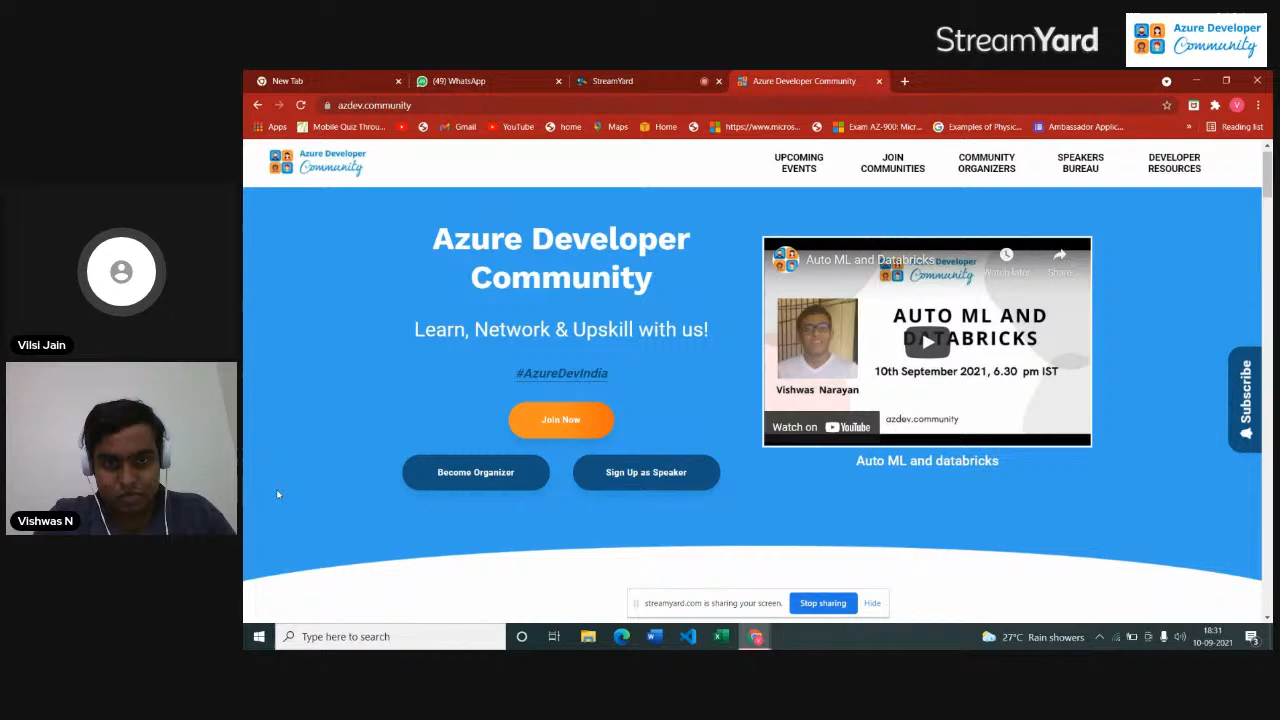 StreamYard
Azure Developer
Community
New Tab
(49) WhatsApp
StreamYard
Azure Developer Community
azdev.community
Apps
Mobile Quiz Throu...
Gmail
YouTube
home
Maps
Home
https://www.micros...
Exam AZ-900: Micr...
Examples of Physic...
Ambassador Applic...
»
Reading list
Azure Developer
Community
UPCOMING
EVENTS
JOIN
COMMUNITIES
COMMUNITY
ORGANIZERS
SPEAKERS
BUREAU
DEVELOPER
RESOURCES
Azure Developer
Community
Learn, Network & Upskill with us!
#AzureDevIndia
Join Now
Become Organizer
Sign Up as Speaker
Auto ML and Databricks
Azure Developer
Community
Watch later
Share
AUTO ML AND
DATABRICKS
10th September 2021, 6.30 pm IST
Vishwas Narayan
Watch on YouTube
azdev.community
Auto ML and databricks
Subscribe
Vilsi Jain
Vishwas N
streamyard.com is sharing your screen.
Stop sharing
Hide
Type here to search
27°C Rain showers
18:31
10-09-2021
3